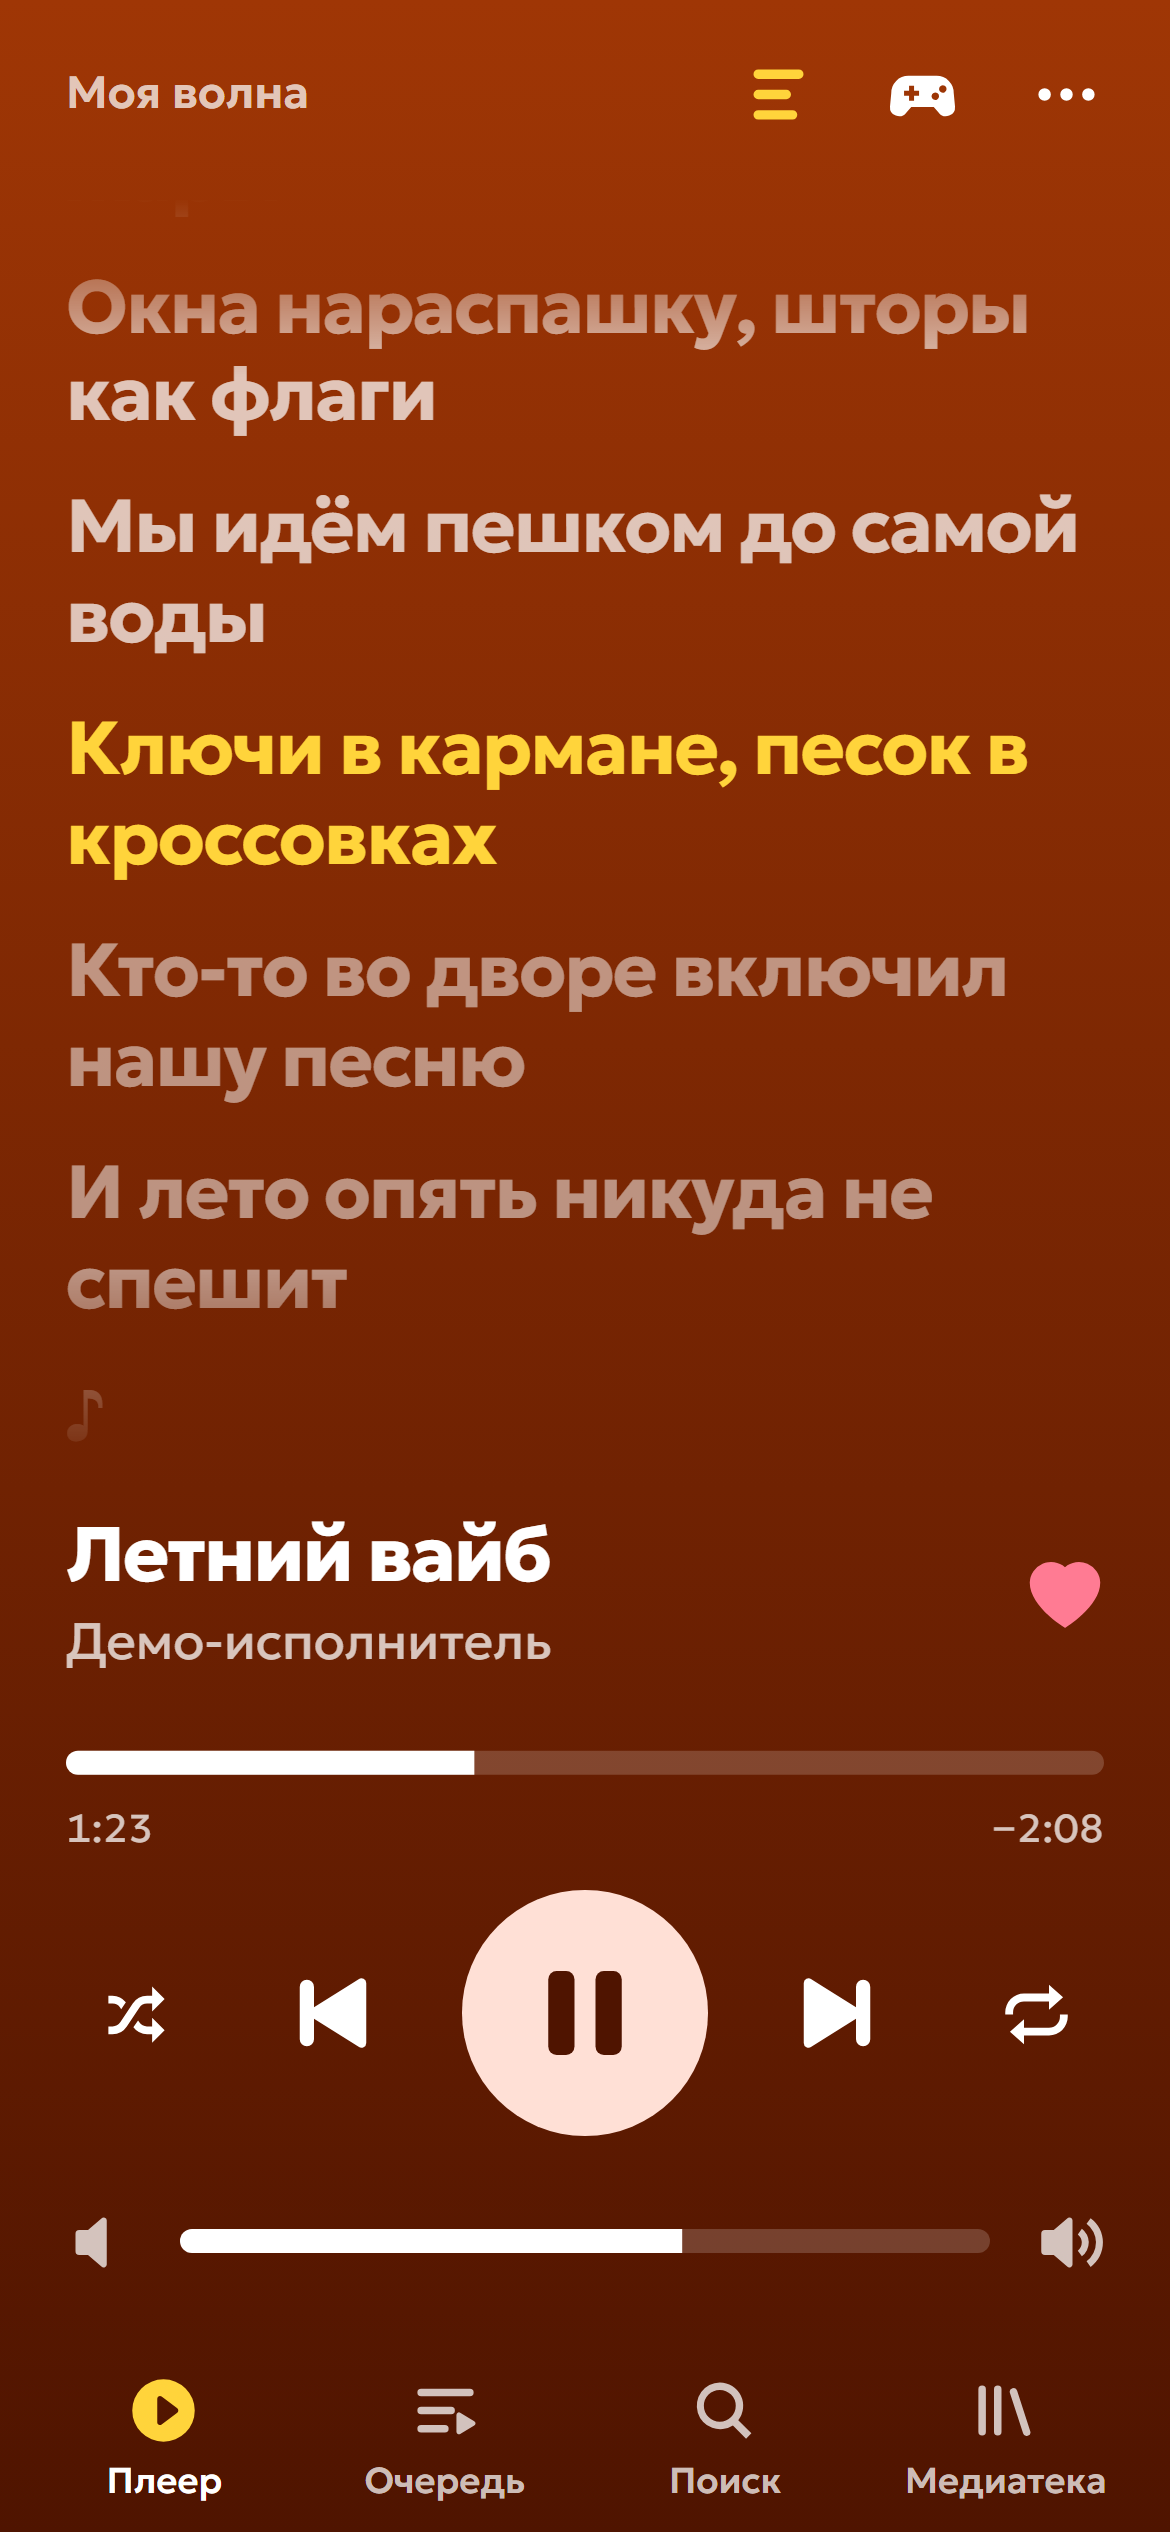 Моя волна
Окна нараспашку, шторы
как флаги
Мы идём пешком до самой
воды
Ключи в кармане, песок в
кроссовках
Кто-то во дворе включил
нашу песню
И лето опять никуда не
спешит
♪
Летний вайб
Демо-исполнитель
1:23
−2:08
Плеер
Очередь
Поиск
Медиатека